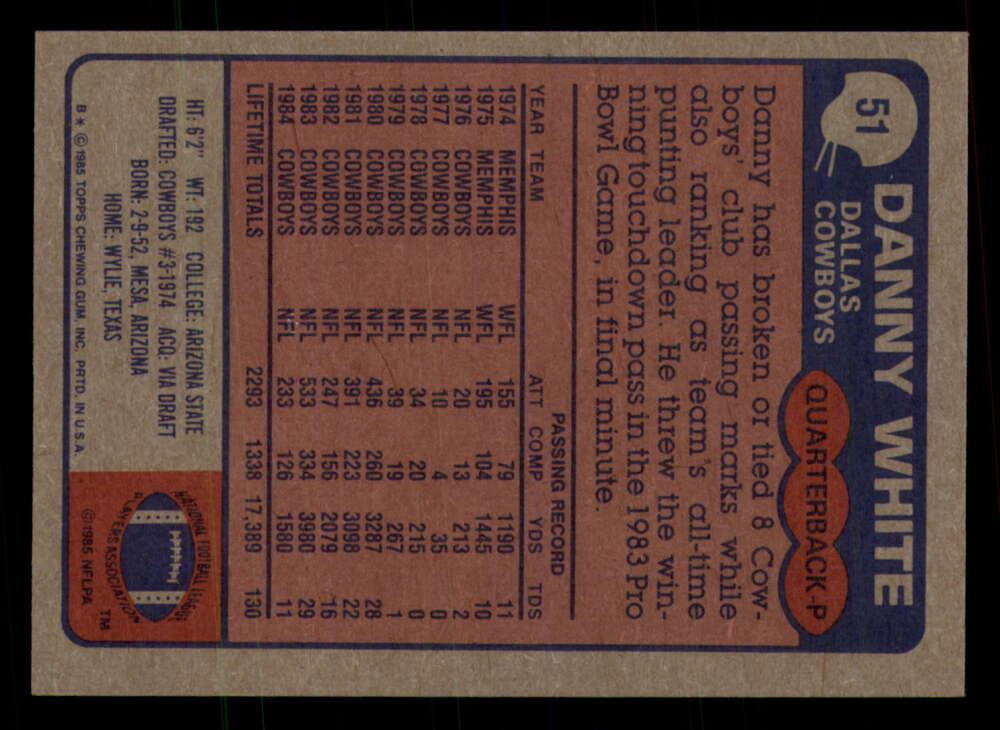 51
DANNY WHITE
DALLAS
COWBOYS
QUARTERBACK-P
Danny has broken or tied 8 Cow-
boys' club passing marks while
also ranking as team's all-time
punting leader. He threw the win-
ning touchdown pass in the 1983 Pro
Bowl Game, in final minute.
PASSING RECORD
YEAR TEAM ATT COMP YDS TDS
1974 MEMPHIS WFL 155 79 1190 11
1975 MEMPHIS WFL 195 104 1445 10
1976 COWBOYS NFL 20 13 213 2
1977 COWBOYS NFL 10 4 35 0
1978 COWBOYS NFL 34 20 215 0
1979 COWBOYS NFL 39 19 267 1
1980 COWBOYS NFL 436 260 3287 28
1981 COWBOYS NFL 391 223 3098 22
1982 COWBOYS NFL 247 156 2079 16
1983 COWBOYS NFL 533 334 3980 29
1984 COWBOYS NFL 233 126 1580 11
LIFETIME TOTALS 2293 1338 17,389 130
HT: 6'2" WT: 192 COLLEGE: ARIZONA STATE
DRAFTED: COWBOYS #3-1974 ACQ: VIA DRAFT
BORN: 2-9-52, MESA, ARIZONA
HOME: WYLIE, TEXAS
B* © 1985 TOPPS CHEWING GUM, INC. PRTD. IN U.S.A.
NATIONAL FOOTBALL LEAGUE
PLAYERS ASSOCIATION
TM
© 1985 NFLPA